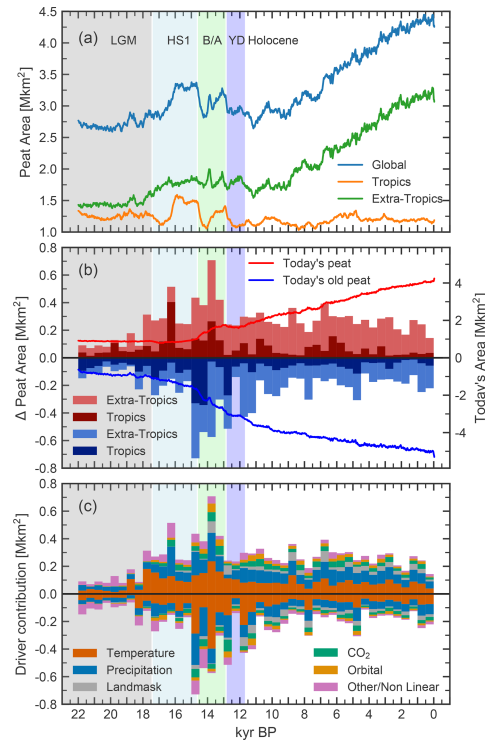 4.5
4.0
3.5
3.0
2.5
2.0
1.5
1.0
Peat Area [Mkm²]
(a)
LGM
HS1
B/A
YD
Holocene
Global
Tropics
Extra-Tropics
0.8
0.6
0.4
0.2
0.0
-0.2
-0.4
-0.6
-0.8
Δ Peat Area [Mkm²]
(b)
Today's peat
Today's old peat
Extra-Tropics
Tropics
Extra-Tropics
Tropics
4
2
0
-2
-4
Today's Area [Mkm²]
0.8
0.6
0.4
0.2
0.0
-0.2
-0.4
-0.6
-0.8
Driver contribution [Mkm²]
(c)
Temperature
Precipitation
Landmask
CO₂
Orbital
Other/Non Linear
22 20 18 16 14 12 10 8 6 4 2 0
kyr BP